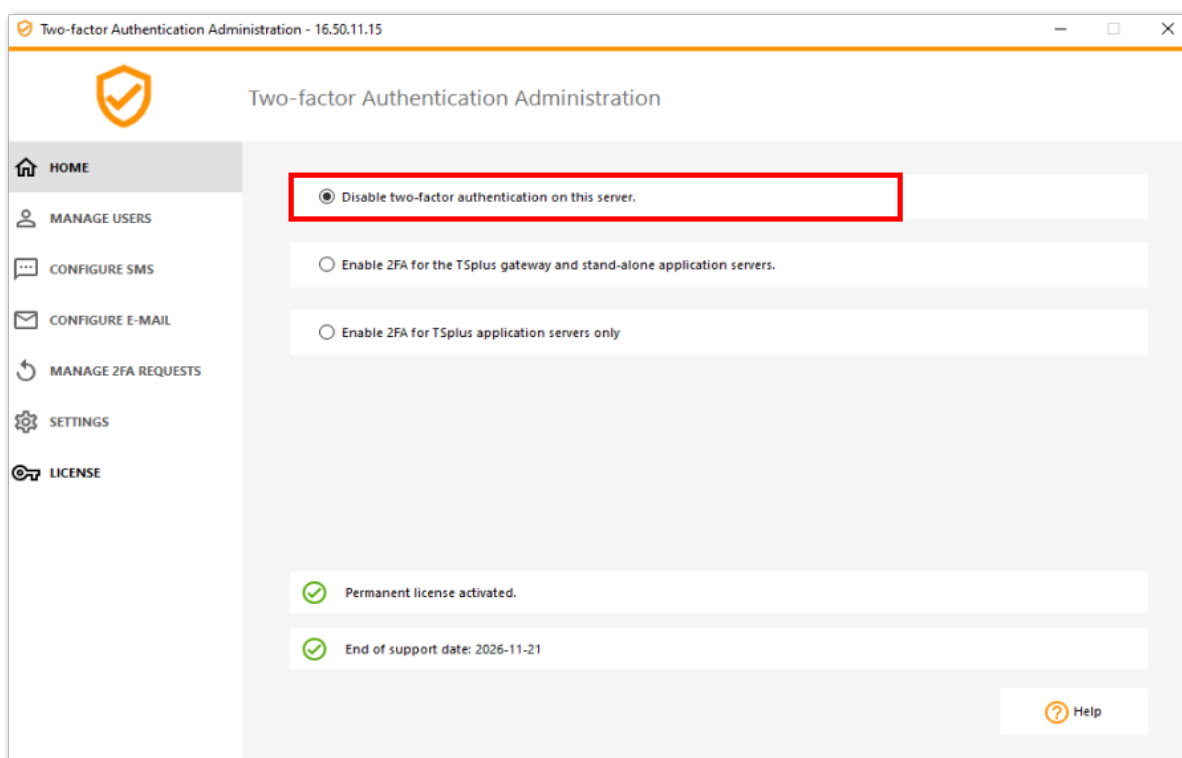 Two-factor Authentication Administration - 16.50.11.15
Two-factor Authentication Administration
HOME
MANAGE USERS
CONFIGURE SMS
CONFIGURE E-MAIL
MANAGE 2FA REQUESTS
SETTINGS
LICENSE
Disable two-factor authentication on this server.
Enable 2FA for the TSplus gateway and stand-alone application servers.
Enable 2FA for TSplus application servers only
Permanent license activated.
End of support date: 2026-11-21
Help